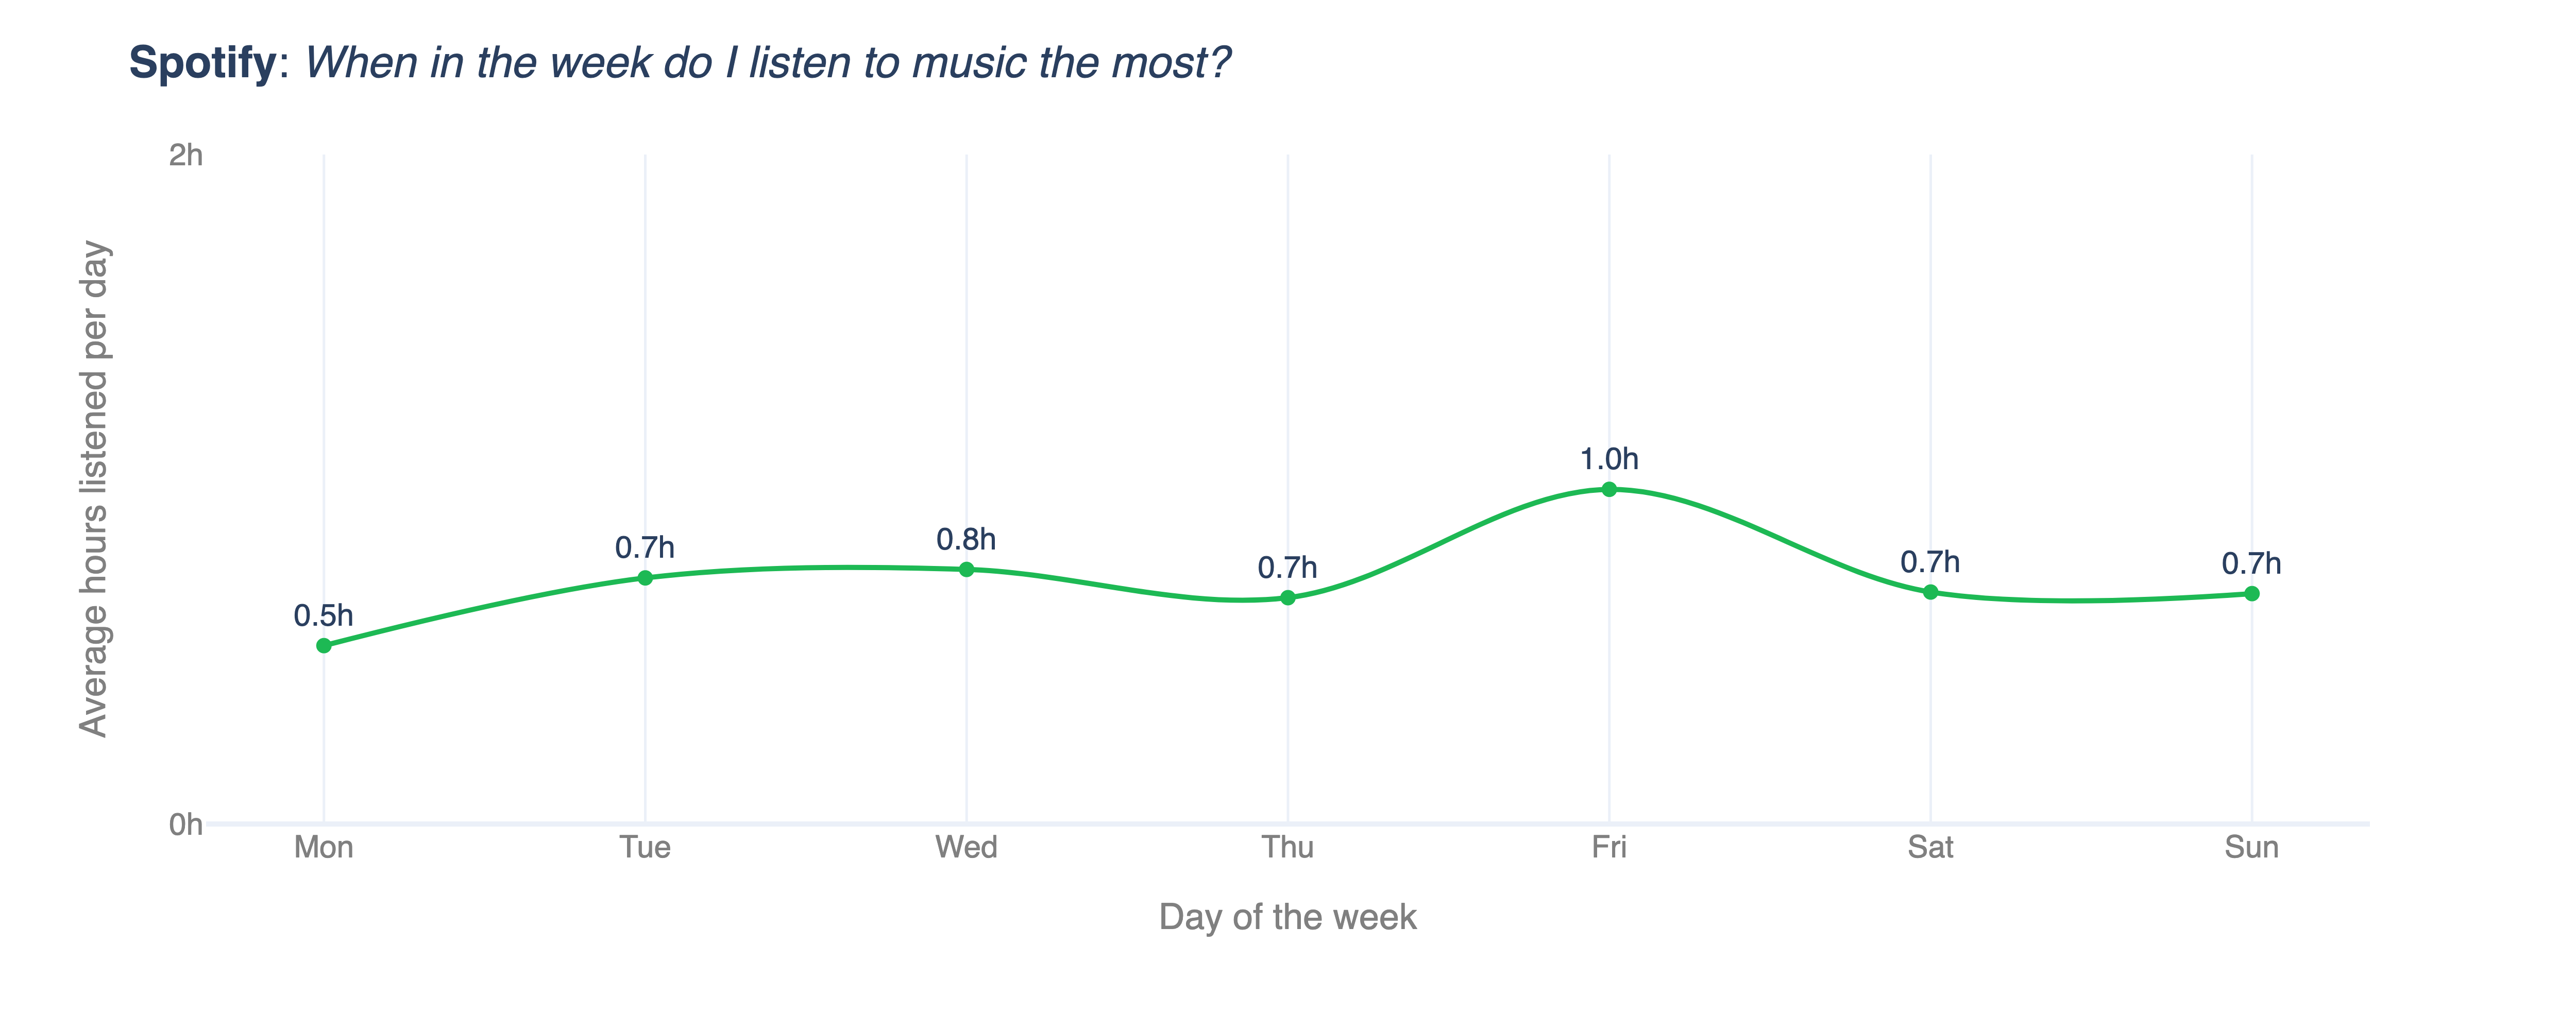 Spotify: When in the week do I listen to music the most?
2h
Average hours listened per day
0.5h
0.7h
0.8h
0.7h
1.0h
0.7h
0.7h
0h
Mon Tue Wed Thu Fri Sat Sun
Day of the week